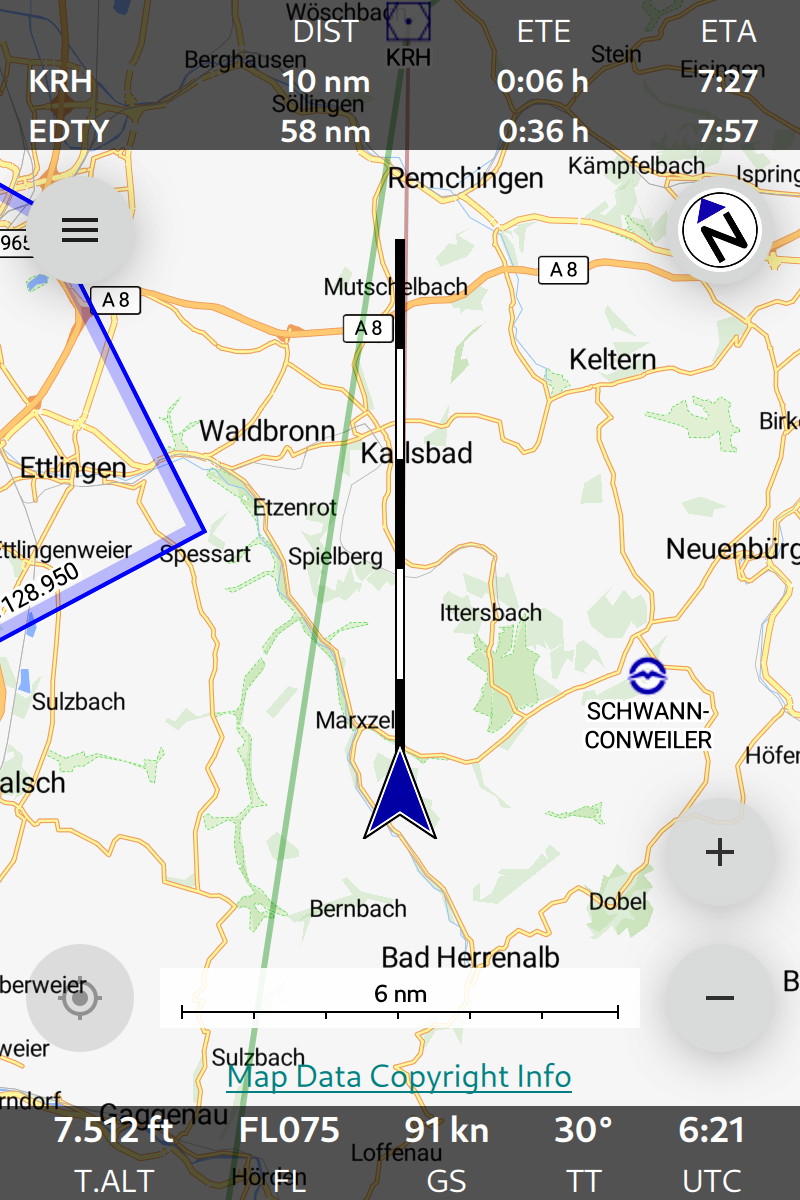 Wöschbach
DIST ETE ETA
KRH
Berghausen
Stein
Eisingen
KRH 10 nm 0:06 h 7:27
Söllingen
EDTY 58 nm 0:36 h 7:57
Remchingen
Kämpfelbach
Ispring
965
N
A 8
Mutschelbach
A 8
A 8
Keltern
Waldbronn
Birk
Karlsbad
Ettlingen
Etzenrot
Ettlingenweier
Spessart
Spielberg
Neuenbürg
128.950
Ittersbach
Sulzbach
SCHWANN-
CONWEILER
Marxzel
Höfen
alsch
Dobel
Bernbach
Bad Herrenalb
berweier
B
6 nm
weier
Sulzbach
Map Data Copyright Info
rndorf
Gaggenau
7.512 ft FL075 91 kn 30° 6:21
Loffenau
T.ALT FL GS TT UTC
Hörden